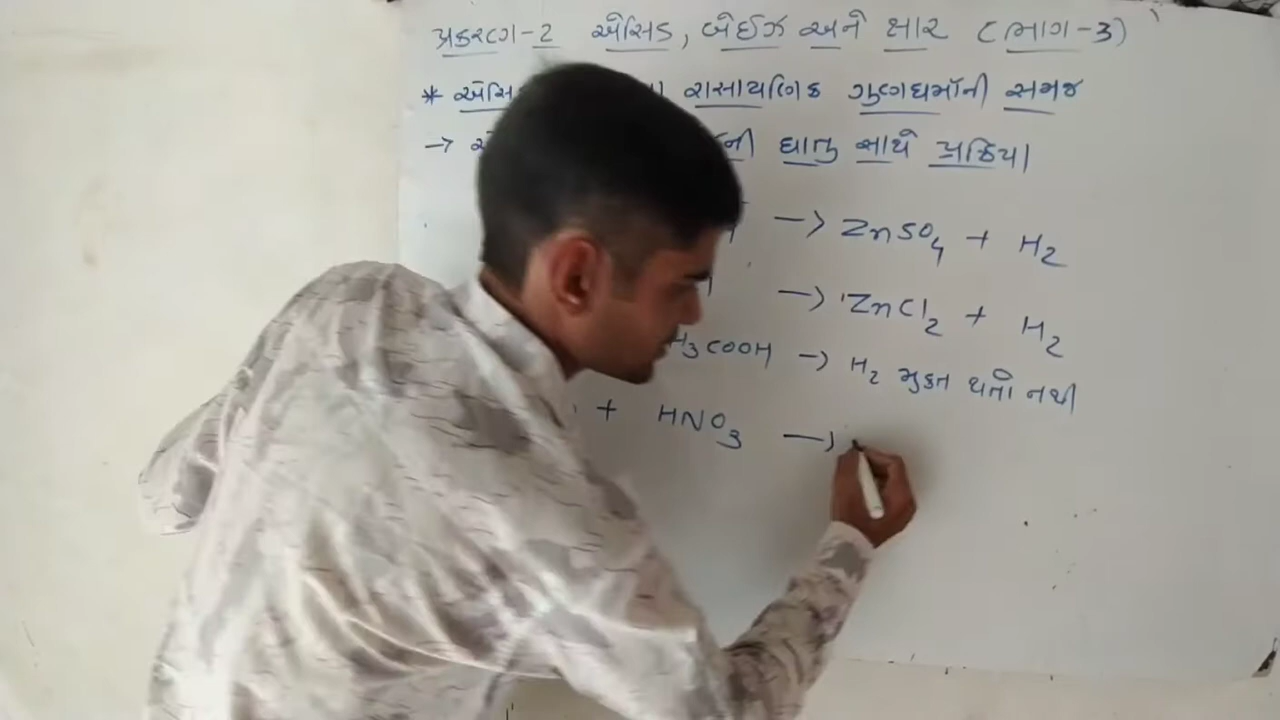 પ્રકરણ-2 એસિડ, બેઈઝ અને ક્ષાર (ભાગ-3)
* રાસાયણિક ગુણધર્મોની સમજ
→ ની ધાતુ સાથે પ્રક્રિયા
→ ZnSO4 + H2
→ ZnCl2 + H2
H3COOH → H2 મુક્ત થતો નથી
+ HNO3 →